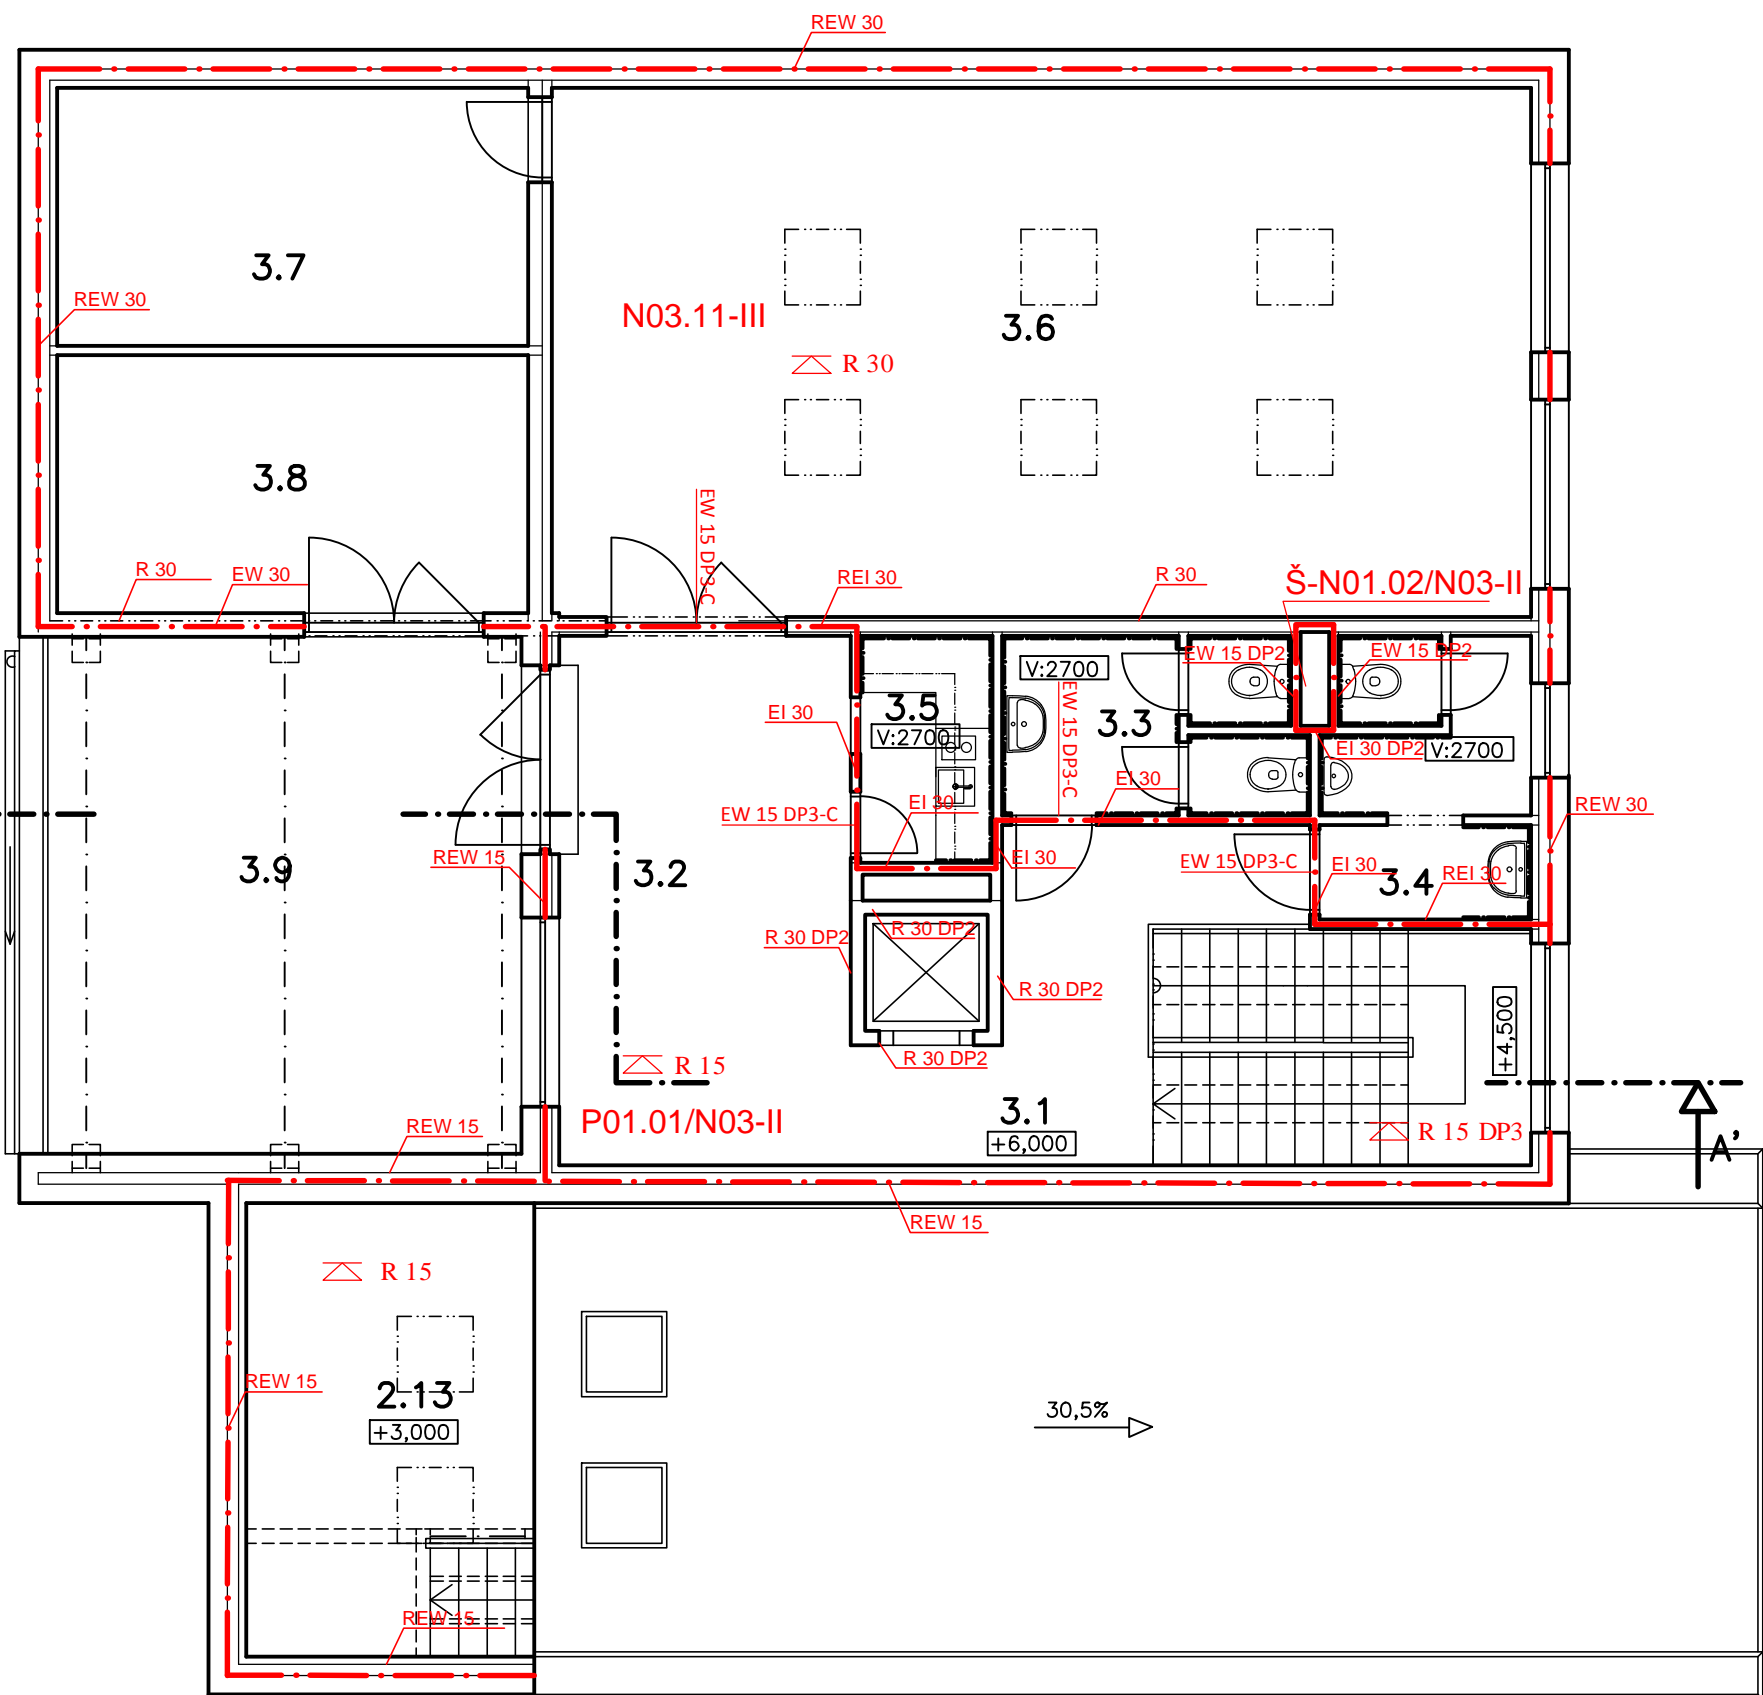 REW 30
3.7
REW 30
N03.11-III
3.6
R 30
3.8
EW 15 DP3-C
R 30
EW 30
REI 30
R 30
Š-N01.02/N03-II
V:2700
EW 15 DP2
EW 15 DP2
3.5
V:2700
EI 30
EW 15 DP3-C
3.3
EI 30 DP2
V:2700
EI 30
EI 30
EW 15 DP3-C
REW 30
3.9
REW 15
3.2
EI 30
EW 15 DP3-C
EI 30
3.4
REI 30
R 30 DP2
R 30 DP2
R 30 DP2
+4,500
R 30 DP2
R 15
P01.01/N03-II
3.1
+6,000
R 15 DP3
A'
REW 15
REW 15
R 15
REW 15
2.13
+3,000
30,5%
REW 15